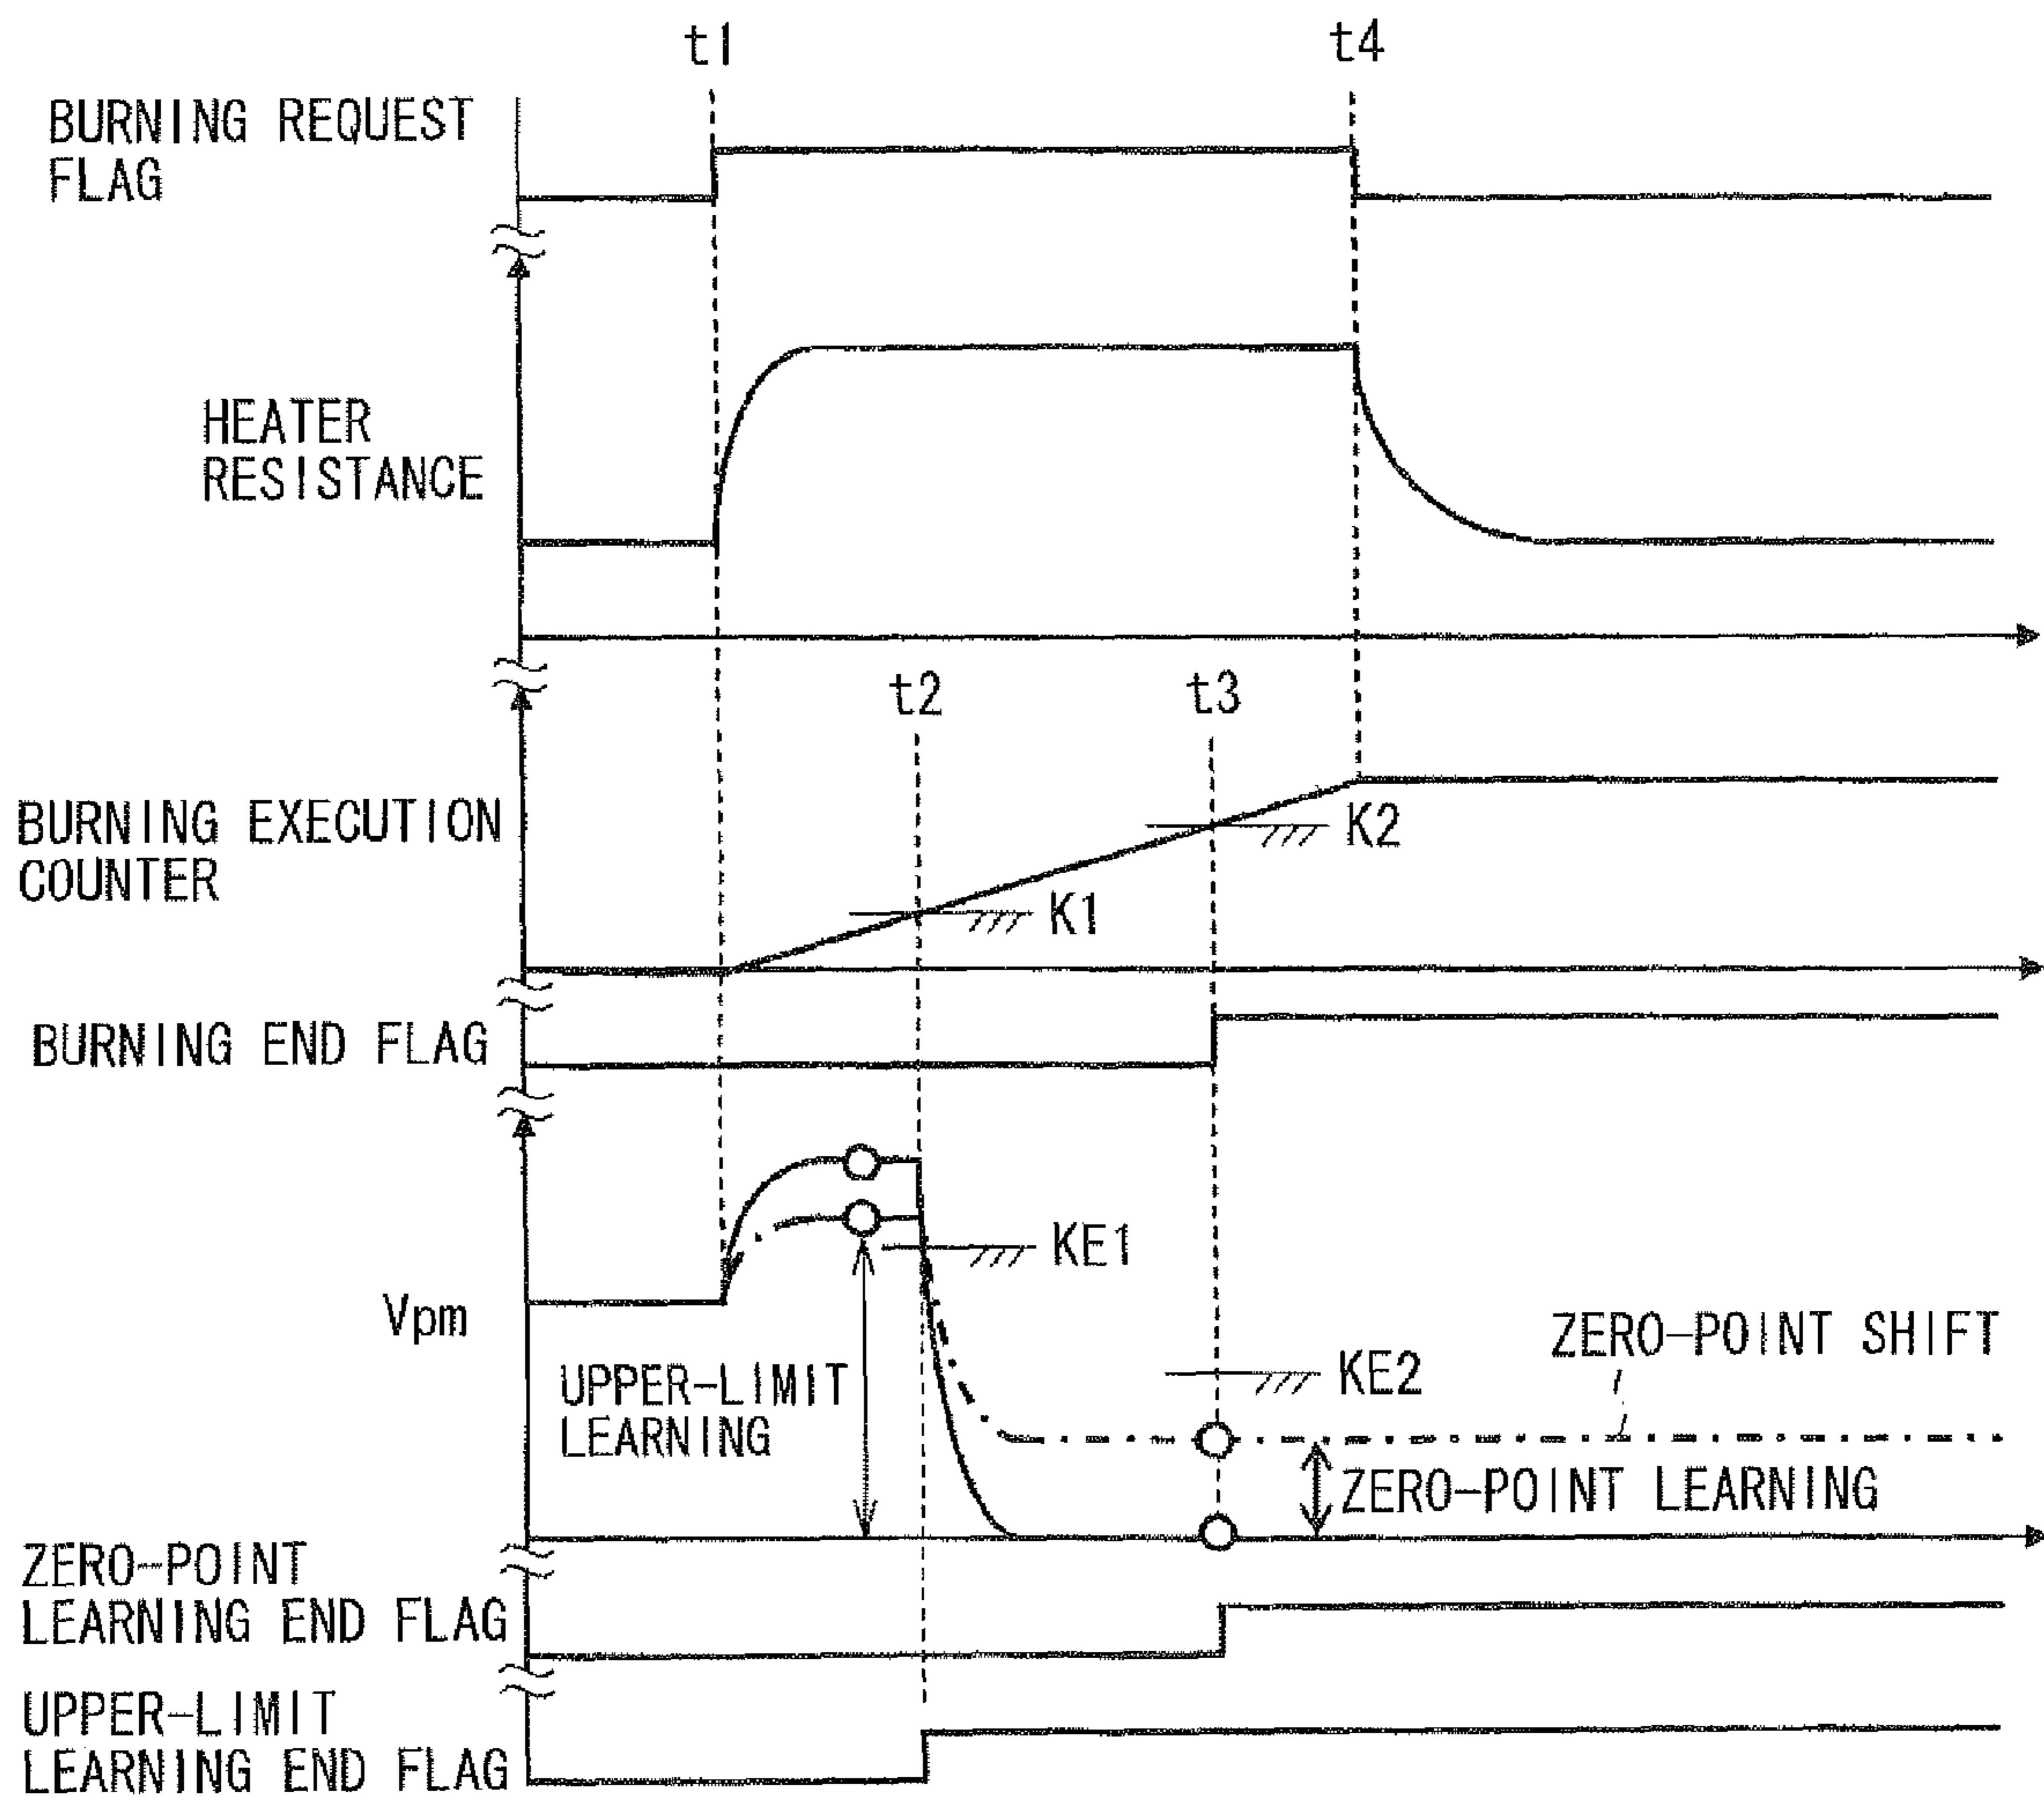 t1
t4
BURNING REQUEST
FLAG
HEATER
RESISTANCE
t2
t3
BURNING EXECUTION
COUNTER
K2
K1
BURNING END FLAG
KE1
Vpm
ZERO-POINT SHIFT
KE2
UPPER-LIMIT
LEARNING
ZERO-POINT LEARNING
ZERO-POINT
LEARNING END FLAG
UPPER-LIMIT
LEARNING END FLAG